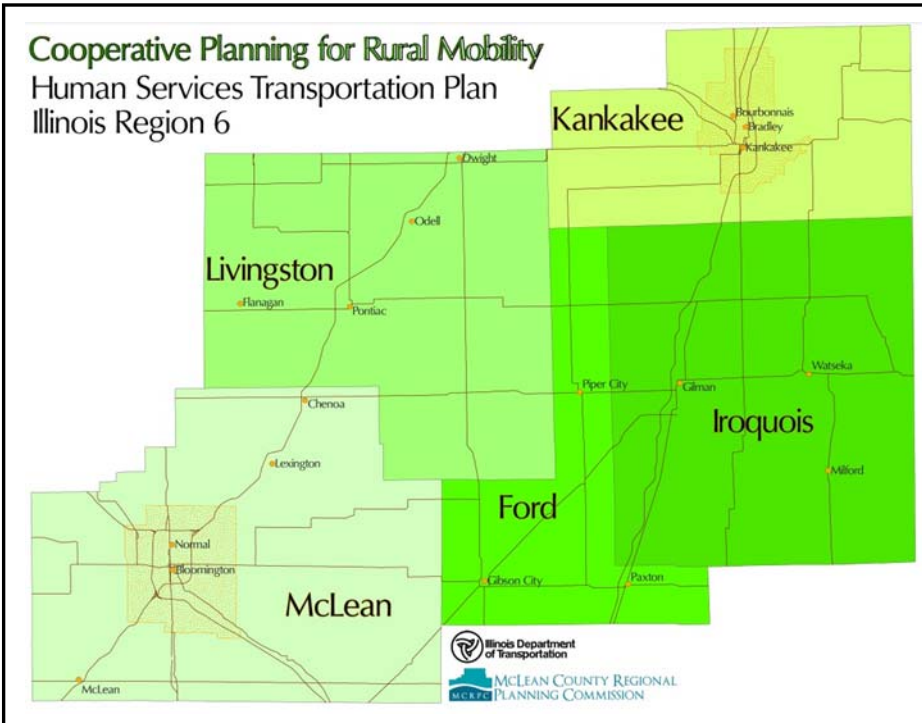 Cooperative Planning for Rural Mobility
Human Services Transportation Plan
Illinois Region 6
Kankakee
Bourbonnais
Bradley
Kankakee
Dwight
Odell
Livingston
Flanagan
Pontiac
Chenoa
Piper City
Gilman
Watseka
Iroquois
Lexington
Milford
Ford
Normal
Bloomington
Gibson City
Paxton
McLean
McLean
Illinois Department
of Transportation
MCRPC
McLean County Regional
Planning Commission